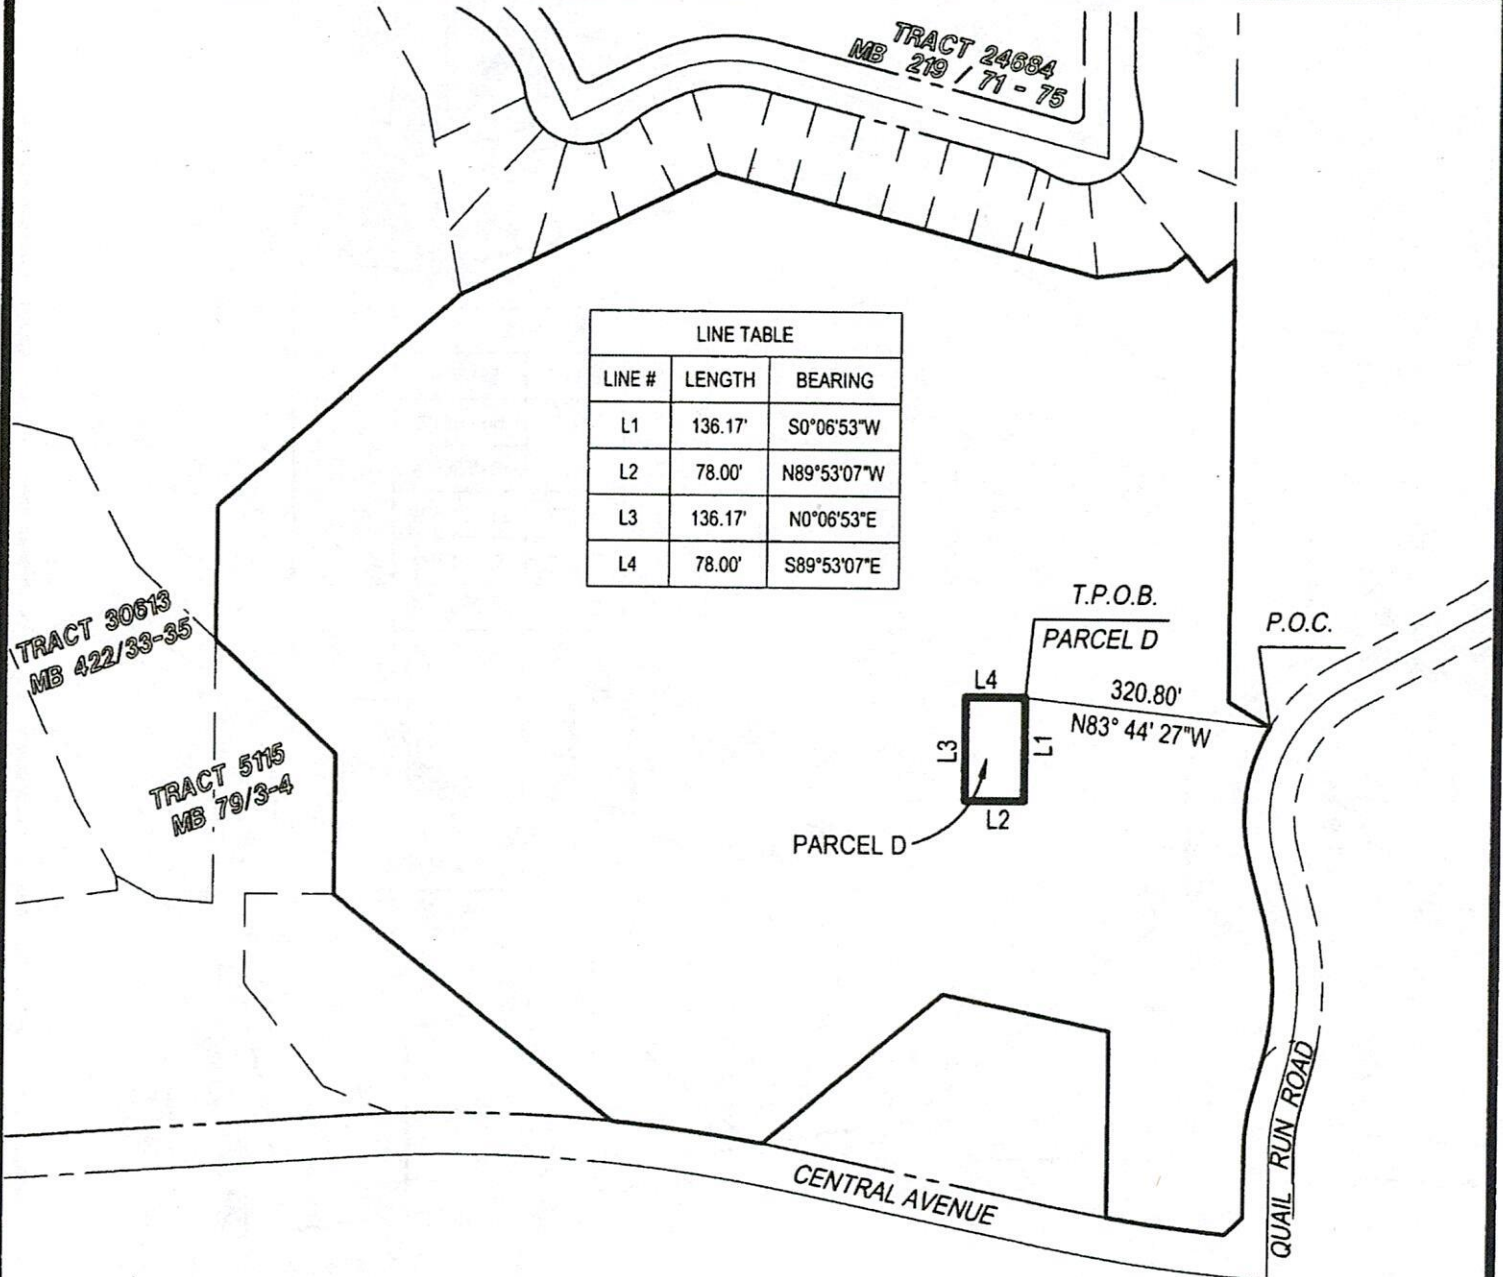 TRACT 24684
MB 219 / 71 - 75
LINE TABLE
LINE # LENGTH BEARING
L1 136.17' S0°06'53"W
L2 78.00' N89°53'07"W
L3 136.17' N0°06'53"E
L4 78.00' S89°53'07"E
T.P.O.B.
PARCEL D
P.O.C.
TRACT 30613
MB 422/33-35
L4
320.80'
N83° 44' 27"W
L3
L1
L2
PARCEL D
TRACT 5115
MB 79/3-4
CENTRAL AVENUE
QUAIL RUN ROAD